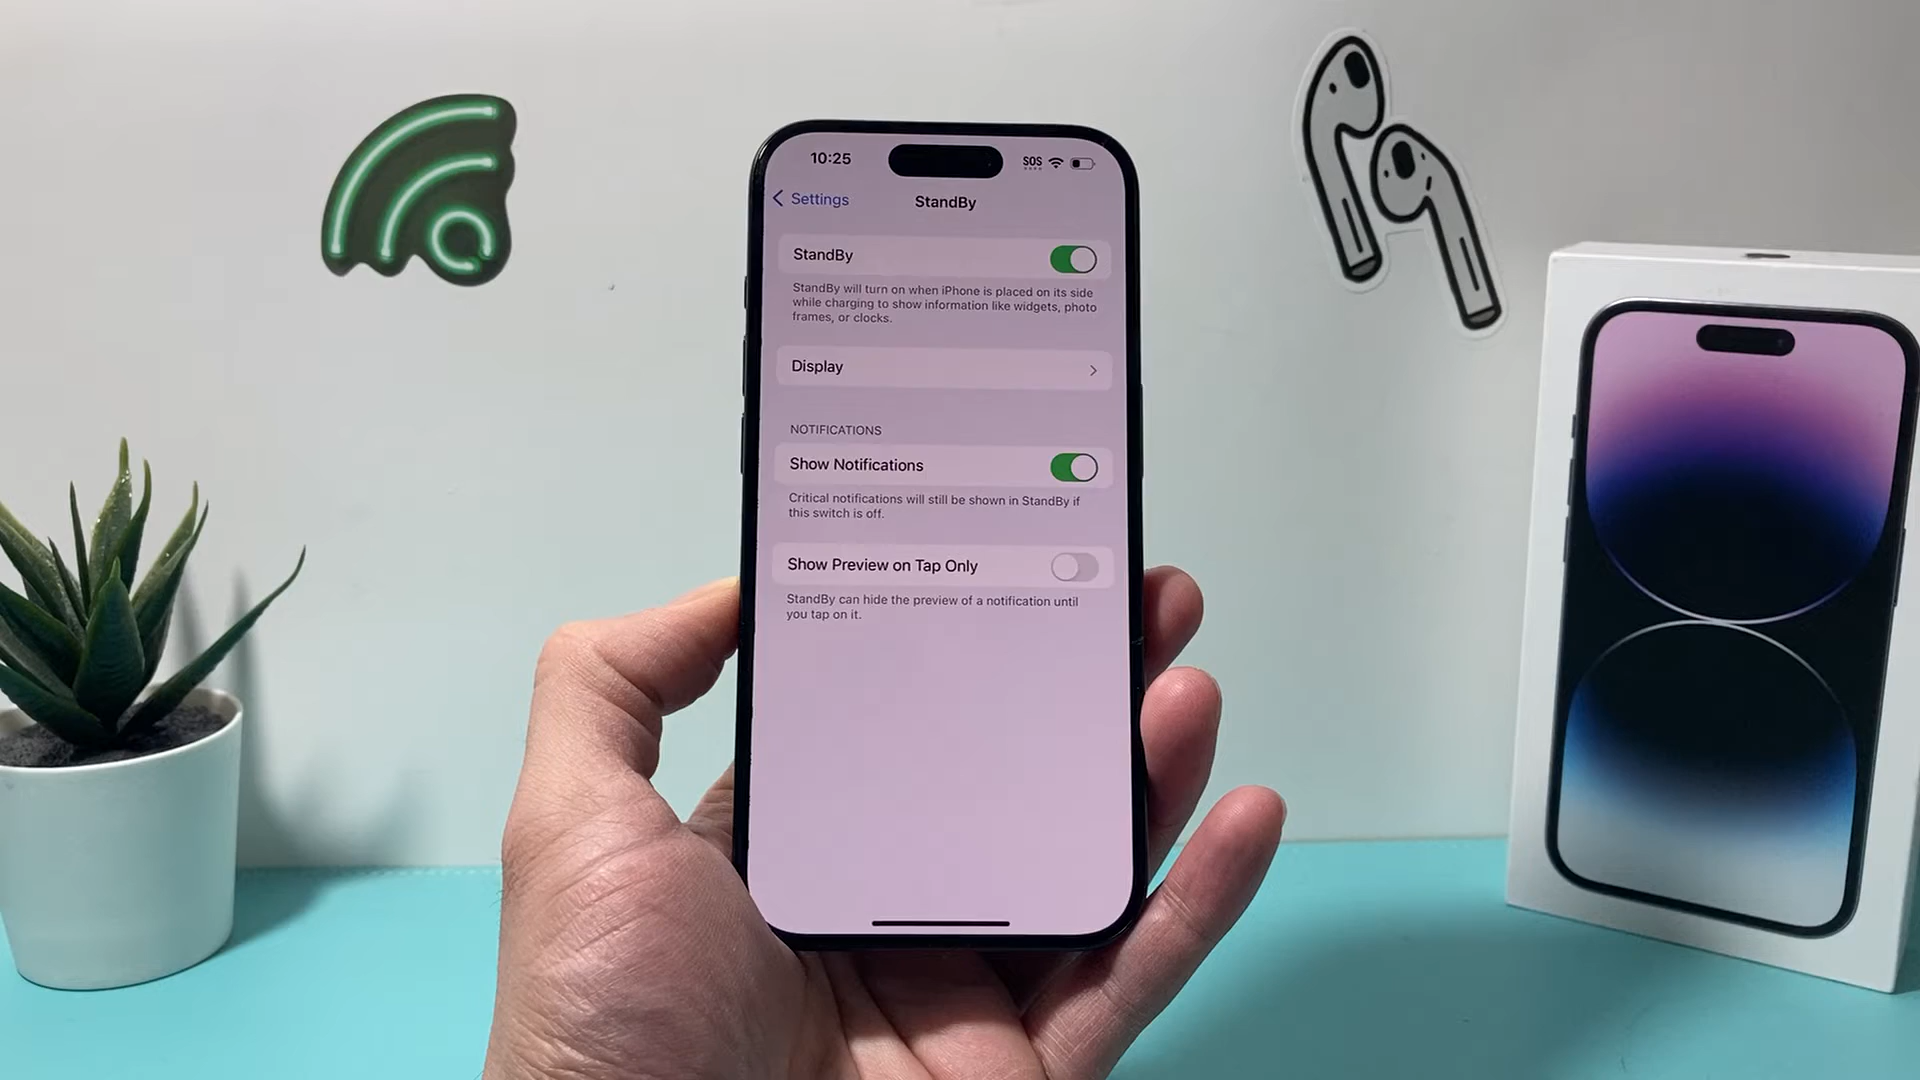 10:25
SOS
Settings
StandBy
StandBy
StandBy will turn on when iPhone is placed on its side
while charging to show information like widgets, photo
frames, or clocks.
Display
NOTIFICATIONS
Show Notifications
Critical notifications will still be shown in StandBy if
this switch is off.
Show Preview on Tap Only
StandBy can hide the preview of a notification until
you tap on it.